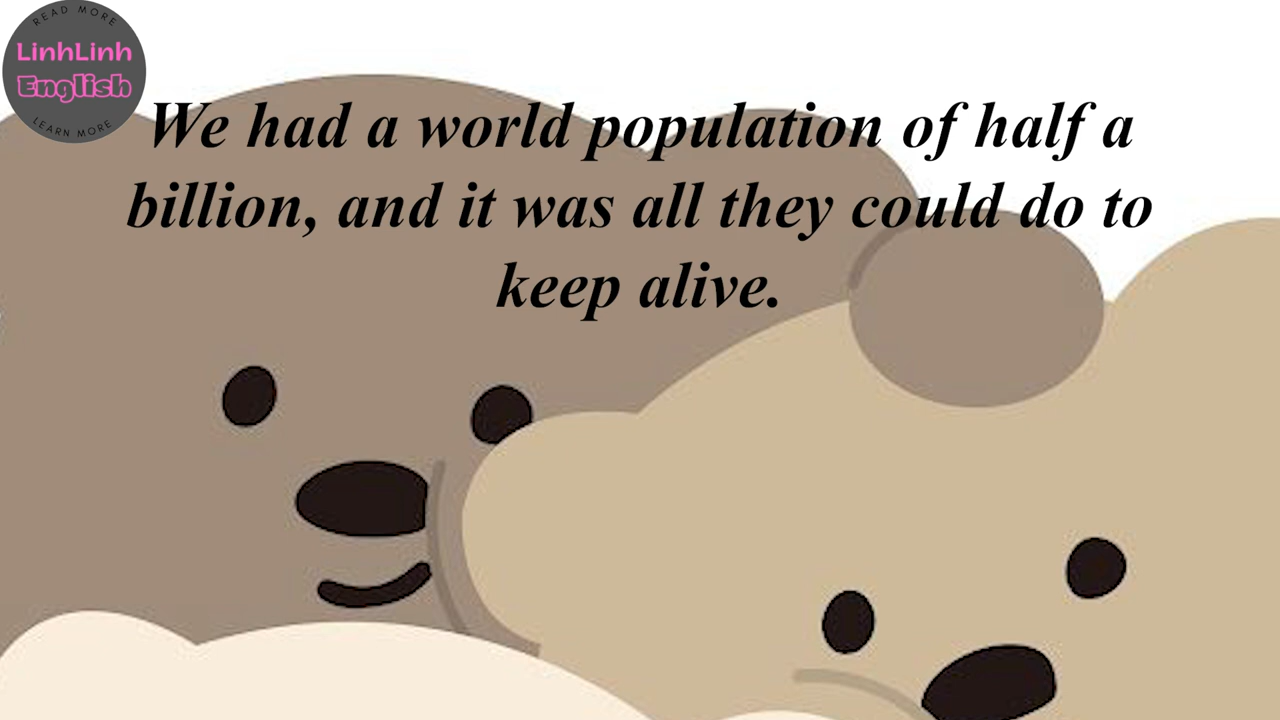 READ MORE
LinhLinh
English
LEARN MORE
We had a world population of half a
billion, and it was all they could do to
keep alive.